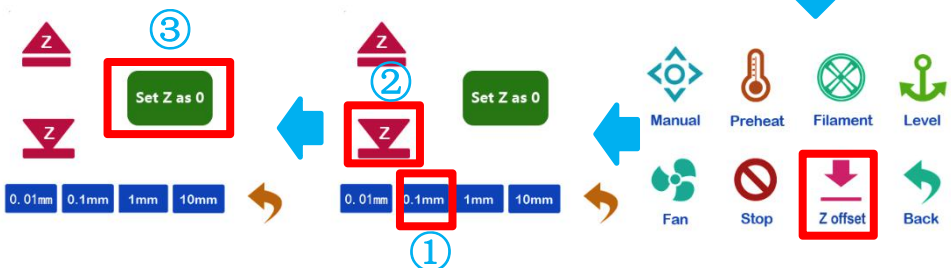 ③
Z
Set Z as 0
Z
0.01mm 0.1mm 1mm 10mm
Z
②
Set Z as 0
Z
0.01mm 0.1mm 1mm 10mm
①
Manual Preheat Filament Level
Fan Stop Z offset Back